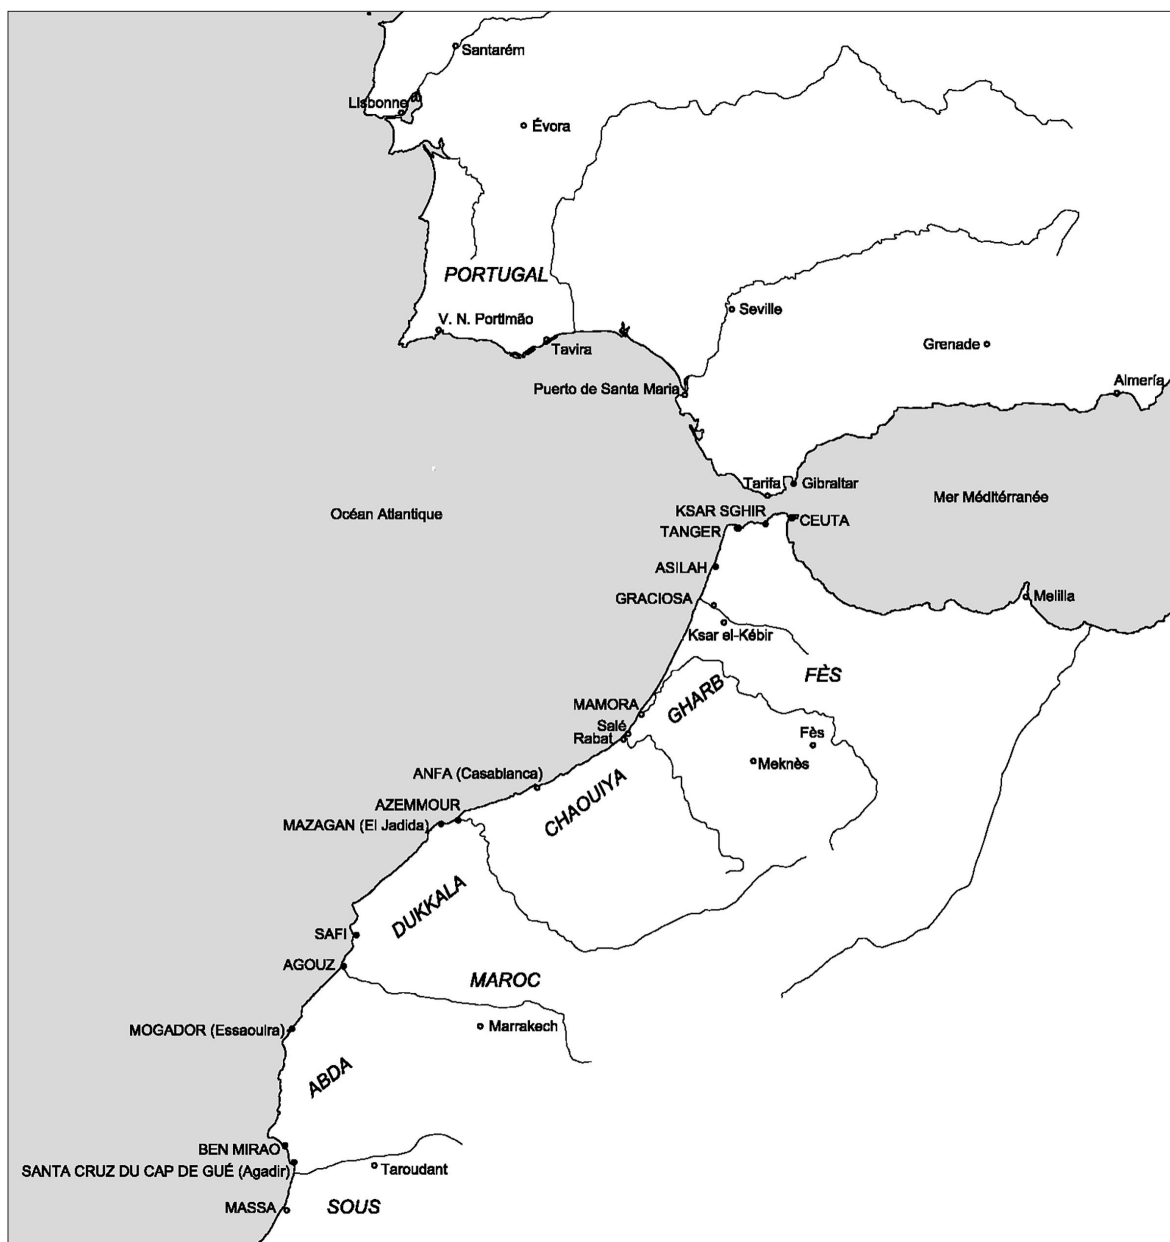 Santarém
Lisbonne
Évora
PORTUGAL
V. N. Portimão
Tavira
Seville
Grenade
Puerto de Santa Maria
Almería
Tarifa
Gibraltar
Mer Méditérranée
Océan Atlantique
KSAR SGHIR
CEUTA
TANGER
ASILAH
GRACIOSA
Melilla
Ksar el-Kébir
FÈS
GHARB
MAMORA
Salé
Rabat
Fès
Meknès
ANFA (Casablanca)
CHAOUIYA
AZEMMOUR
MAZAGAN (El Jadida)
DUKKALA
SAFI
AGOUZ
MAROC
MOGADOR (Essaouira)
Marrakech
ABDA
BEN MIRAO
SANTA CRUZ DU CAP DE GUÉ (Agadir)
Taroudant
MASSA
SOUS